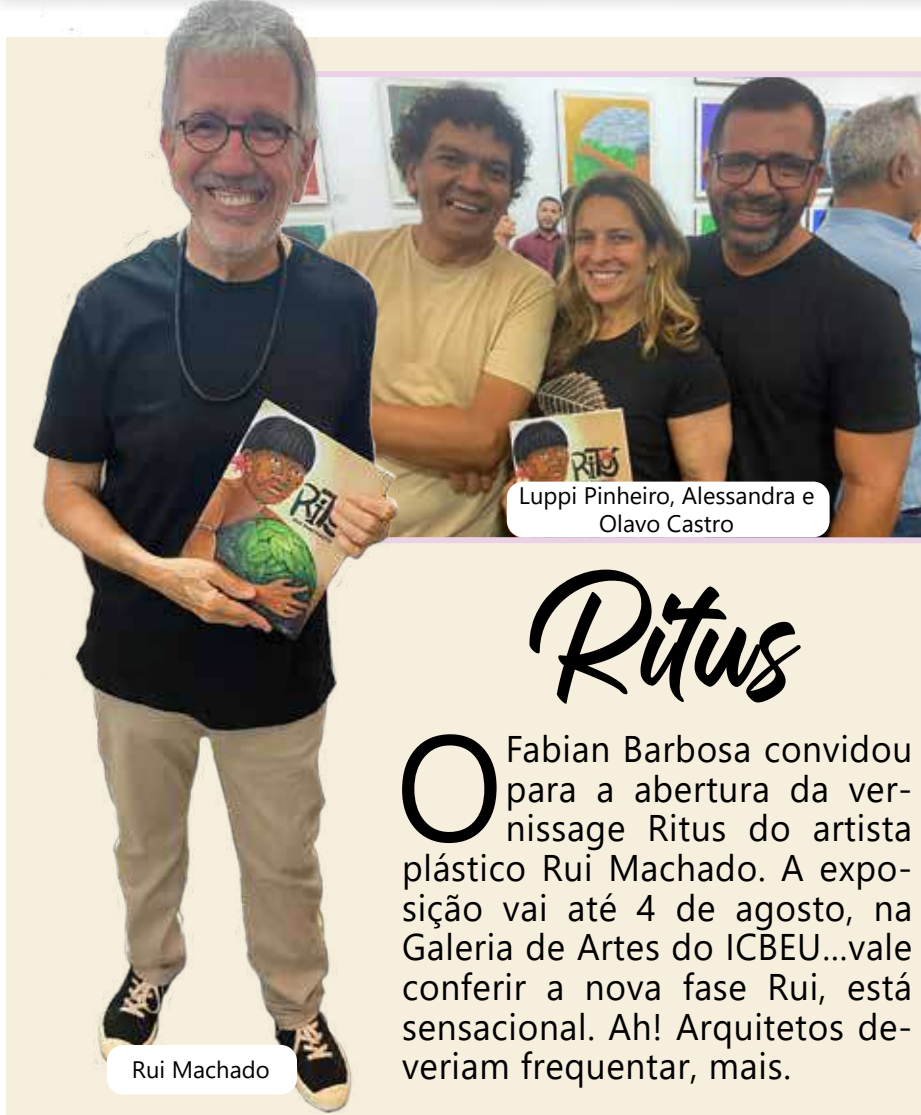 RiTuS
RiTuS
Luppi Pinheiro, Alessandra e
Olavo Castro
Ritus
O Fabian Barbosa convidou
para a abertura da ver-
nissage Ritus do artista
plástico Rui Machado. A expo-
sição vai até 4 de agosto, na
Galeria de Artes do ICBEU...vale
conferir a nova fase Rui, está
sensacional. Ah! Arquitetos de-
veriam frequentar, mais.
Rui Machado